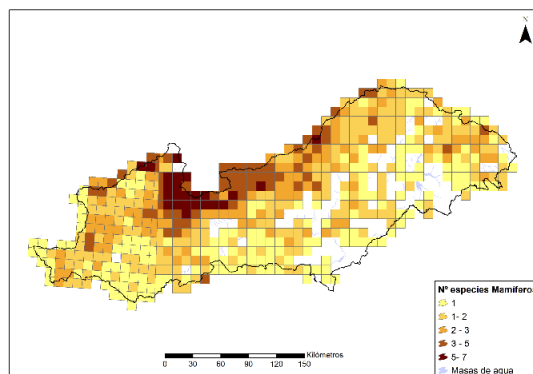 N
Nº especies Mamíferos
1
1- 2
2 - 3
3 - 5
5- 7
Masas de agua
Kilómetros
0 30 60 90 120 150